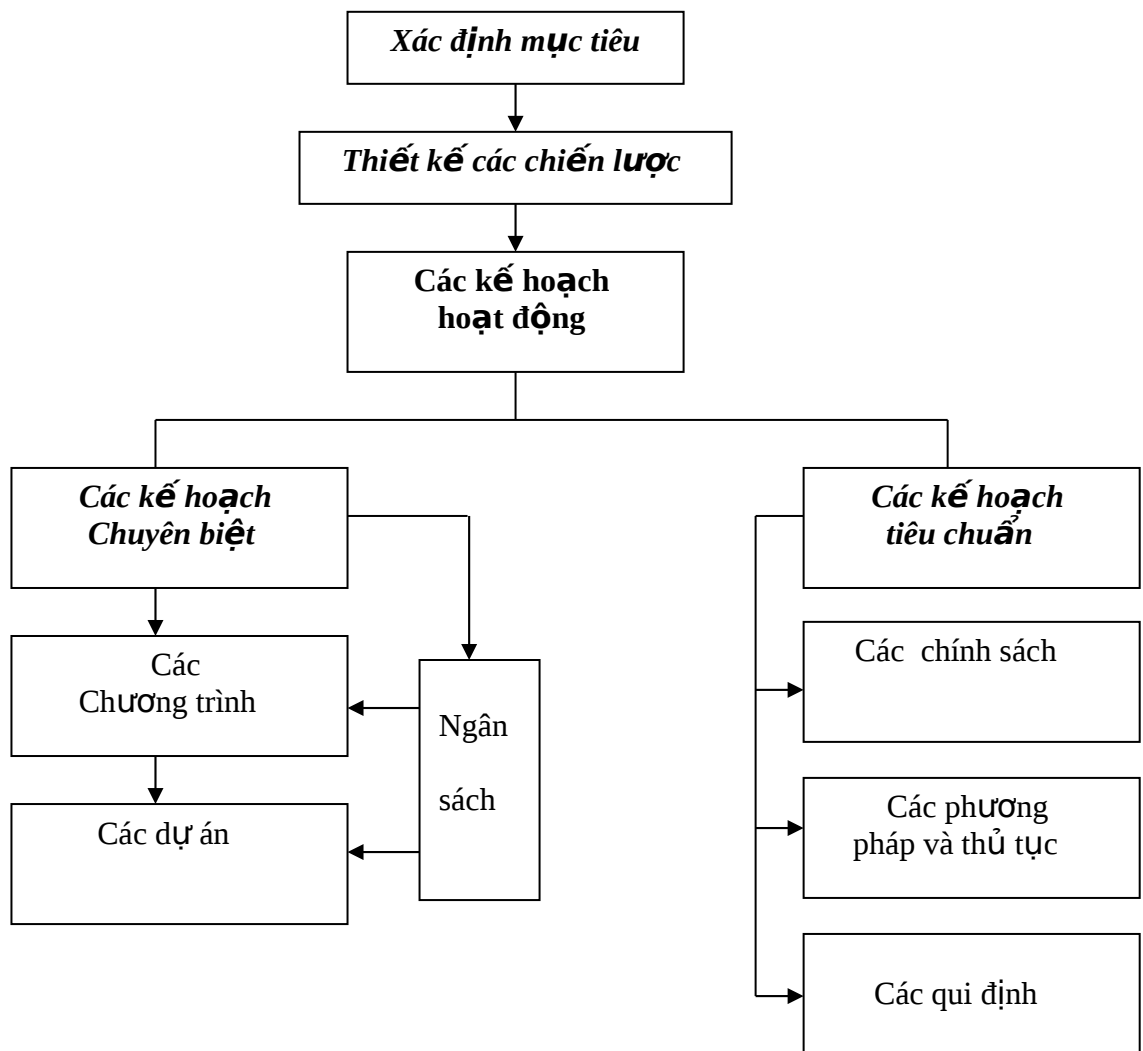 Xác định mục tiêu
Thiết kế các chiến lược
Các kế hoạch
hoạt động
Các kế hoạch
Chuyên biệt
Các kế hoạch
tiêu chuẩn
Các
Chương trình
Ngân
sách
Các dự án
Các chính sách
Các phương
pháp và thủ tục
Các qui định